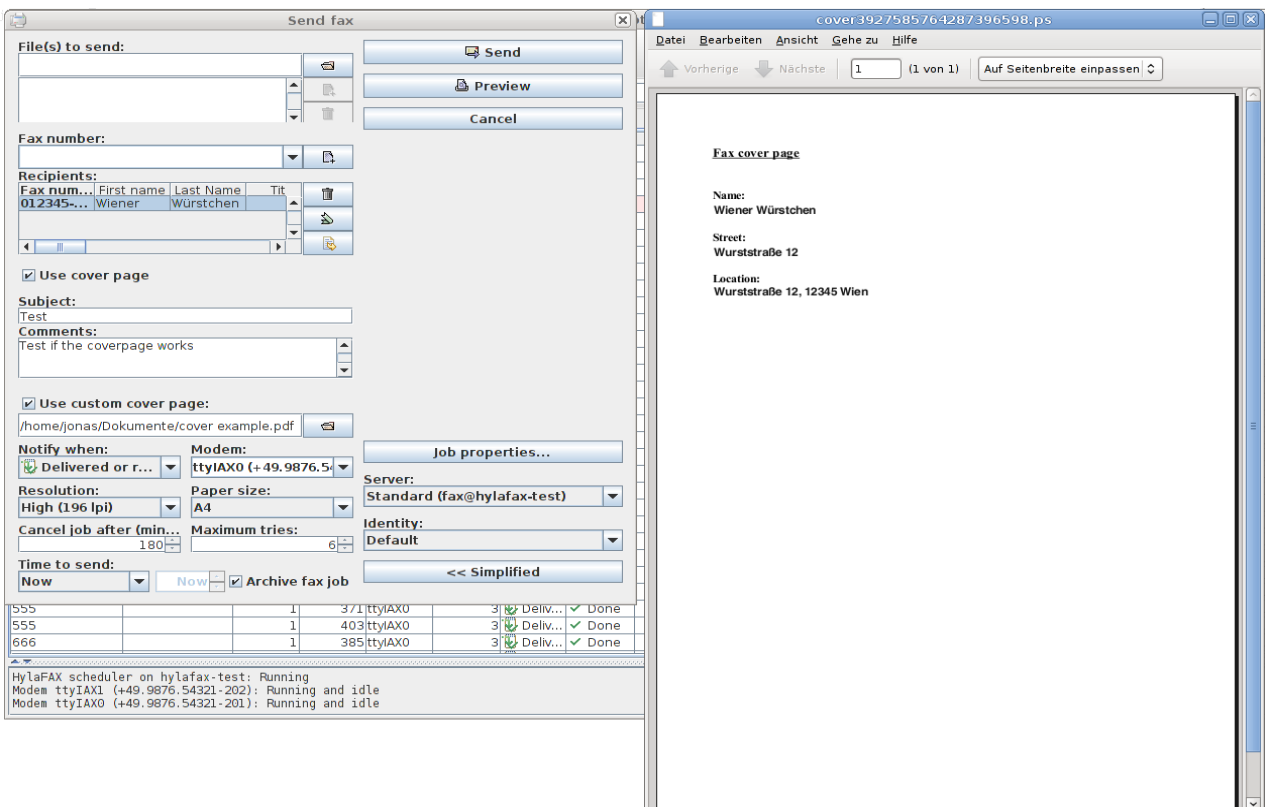 Send fax
File(s) to send:
Send
Preview
Cancel
Fax number:
Recipients:
Fax num... First name Last Name Tit
012345-... Wiener Würstchen
Use cover page
Subject:
Test
Comments:
Test if the coverpage works
Use custom cover page:
/home/jonas/Dokumente/cover example.pdf
Notify when: Modem:
Delivered or r... ttyIAX0 (+49.9876.5
Job properties...
Resolution: Paper size:
High (196 lpi) A4
Server:
Standard (fax@hylafax-test)
Cancel job after (min... Maximum tries:
180 6
Identity:
Default
Time to send:
Now Now Archive fax job
<< Simplified
555 1 371 ttyIAX0 3 Deliv... Done
555 1 403 ttyIAX0 3 Deliv... Done
666 1 385 ttyIAX0 3 Deliv... Done
HylaFAX scheduler on hylafax-test: Running
Modem ttyIAX1 (+49.9876.54321-202): Running and idle
Modem ttyIAX0 (+49.9876.54321-201): Running and idle
cover3927585764287396598.ps
Datei Bearbeiten Ansicht Gehe zu Hilfe
Vorherige Nächste 1 (1 von 1) Auf Seitenbreite einpassen
Fax cover page
Name:
Wiener Würstchen
Street:
Wurststraße 12
Location:
Wurststraße 12, 12345 Wien